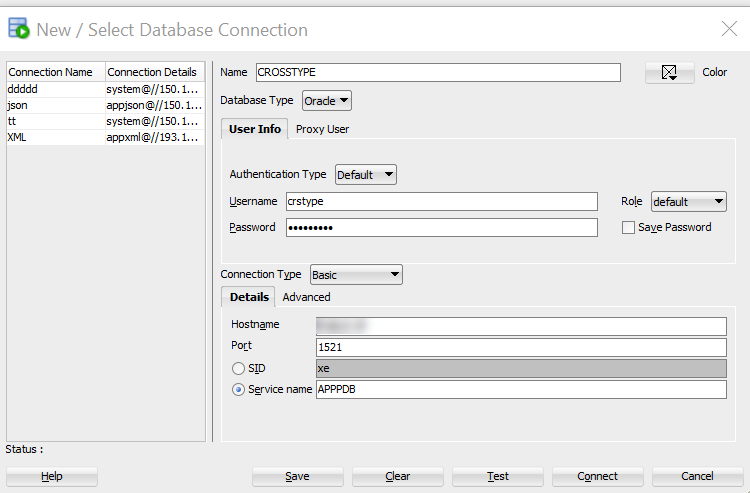 New / Select Database Connection
Connection Name Connection Details
ddddd system@//150.1...
json appjson@//150.1...
tt system@//150.1...
XML appxml@//193.1...
Name CROSSTYPE Color
Database Type Oracle
User Info Proxy User
Authentication Type Default
Username crstype Role default
Password ••••••••• Save Password
Connection Type Basic
Details Advanced
Hostname
Port 1521
SID xe
Service name APPPDB
Status :
Help Save Clear Test Connect Cancel